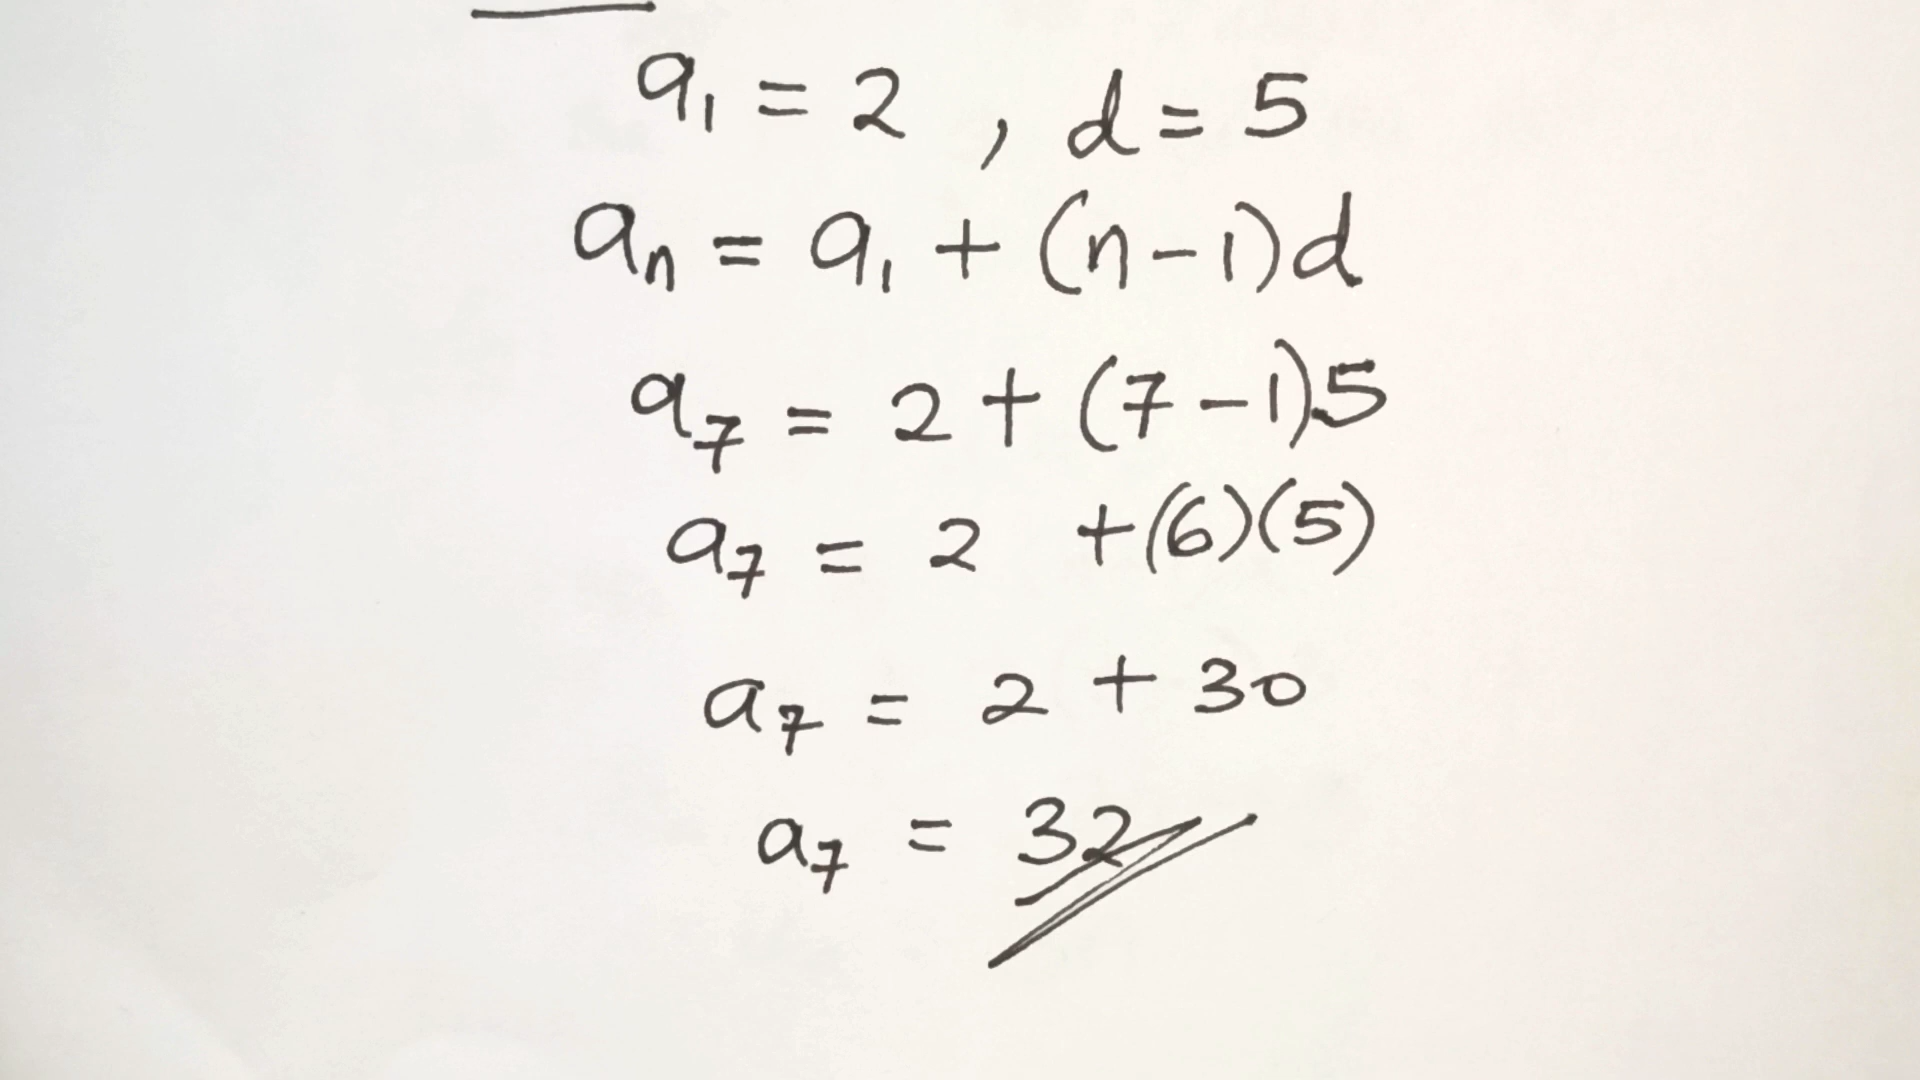 a₁ = 2 , d = 5
aₙ = a₁ + (n-1)d
a₇ = 2 + (7-1)5
a₇ = 2 +(6)(5)
a₇ = 2 + 30
a₇ = 32